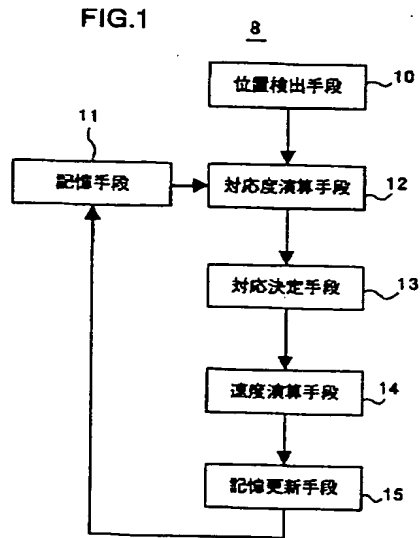 FIG.1
8
位置検出手段
10
11
記憶手段
対応度演算手段
12
対応決定手段
13
速度演算手段
14
記憶更新手段
15